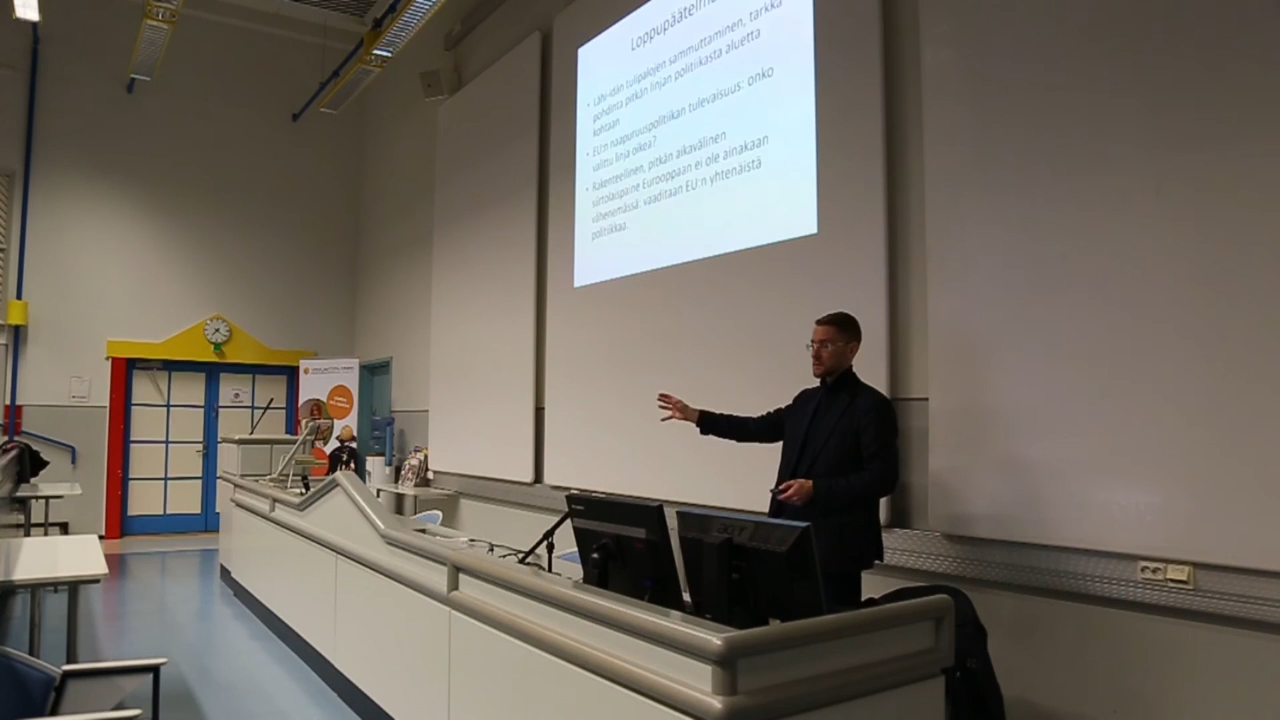 Loppupäätelmä
Lähi-idän tulipalojen sammuttaminen, tarkka
pohdinta pitkän linjan politiikasta aluetta
kohtaan
EU:n naapuruuspolitiikan tulevaisuus: onko
valittu linja oikea?
Rakenteellinen, pitkän aikavälinen
siirtolaispaine Eurooppaan ei ole ainakaan
vähenemässä: vaaditaan EU:n yhtenäistä
politiikkaa.
acer